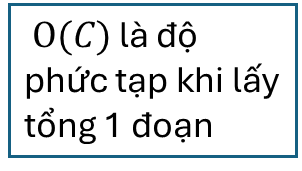 O(C) là độ
phức tạp khi lấy
tổng 1 đoạn